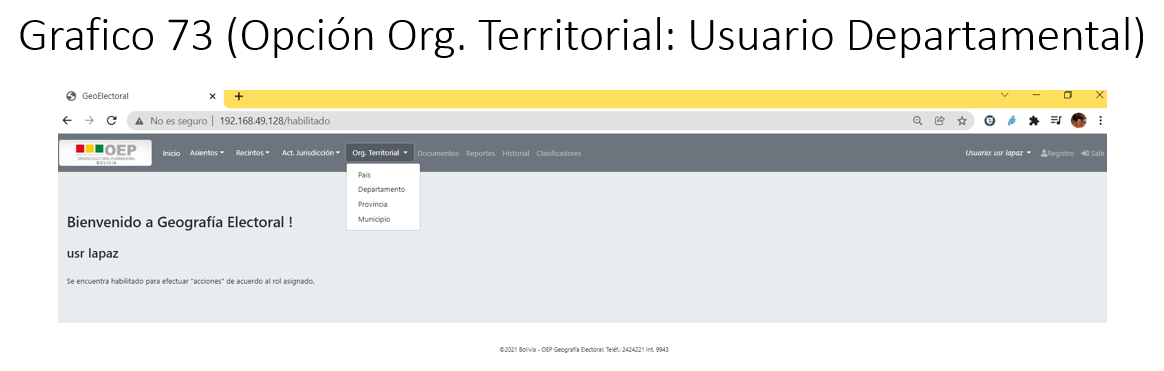 Grafico 73 (Opción Org. Territorial: Usuario Departamental)
GeoElectoral
No es seguro | 192.168.49.128/habilitado
OEP
ÓRGANO ELECTORAL PLURINACIONAL
BOLIVIA
Inicio Asientos Recintos Act. Jurisdicción Org. Territorial Documentos Reportes Historial Clasificadores Usuario: usr lapaz Registro Salir
Pais
Departamento
Provincia
Municipio
Bienvenido a Geografía Electoral !
usr lapaz
Se encuentra habilitado para efectuar "acciones" de acuerdo al rol asignado.
©2021 Bolivia - OEP Geografía Electoral: Teléf.: 2424221 Int. 9943